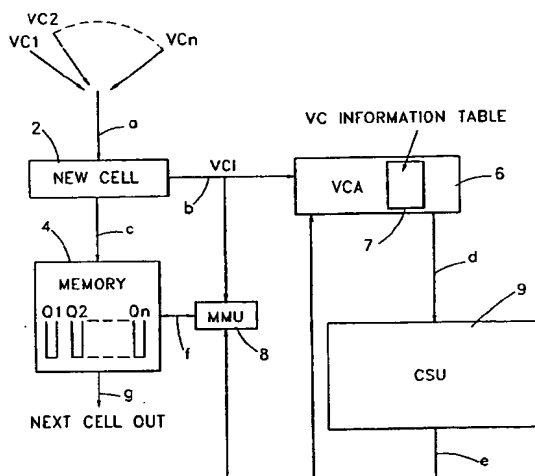 VC2
VC1
VCn
a
2
NEW CELL
VCI
b
VC INFORMATION TABLE
VCA
6
7
c
d
4
MEMORY
Q1 Q2 Qn
f
MMU
8
9
CSU
g
NEXT CELL OUT
e